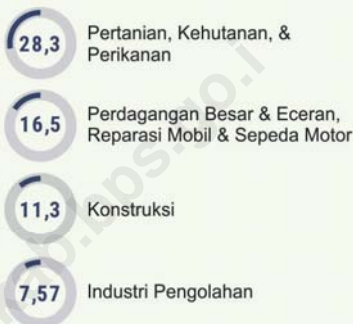 28,3
Pertanian, Kehutanan, &
Perikanan
16,5
Perdagangan Besar & Eceran,
Reparasi Mobil & Sepeda Motor
11,3
Konstruksi
7,57
Industri Pengolahan